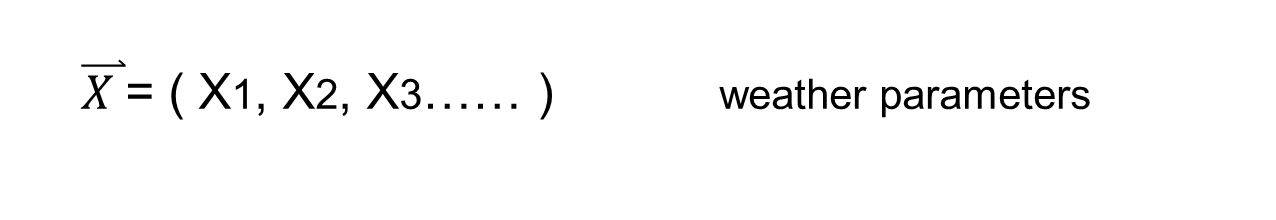 X⃗ = ( X1, X2, X3...... ) weather parameters